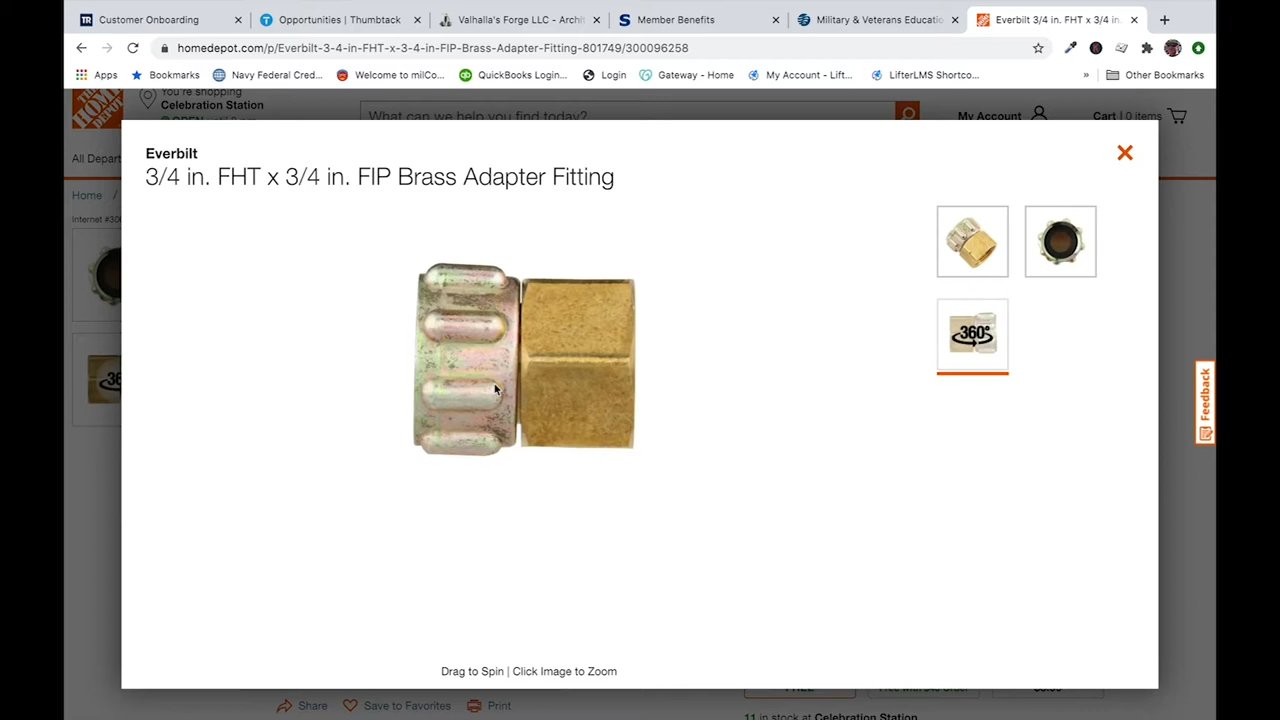 TR Customer Onboarding
T Opportunities | Thumbtack
Valhalla's Forge LLC - Archi
S Member Benefits
Military & Veterans Educatio
Everbilt 3/4 in. FHT x 3/4 in.
homedepot.com/p/Everbilt-3-4-in-FHT-x-3-4-in-FIP-Brass-Adapter-Fitting-801749/300096258
Apps
Bookmarks
Navy Federal Cred...
Welcome to milCo...
qb QuickBooks Login...
Login
Gateway - Home
My Account - Lift...
LifterLMS Shortco...
»
Other Bookmarks
You're shopping
Celebration Station
What can we help you find today?
My Account
Cart | 0 items
All Depar
Home /
Everbilt
3/4 in. FHT x 3/4 in. FIP Brass Adapter Fitting
360°
Feedback
Drag to Spin | Click Image to Zoom
Share
Save to Favorites
Print
11 in stock at Celebration Station